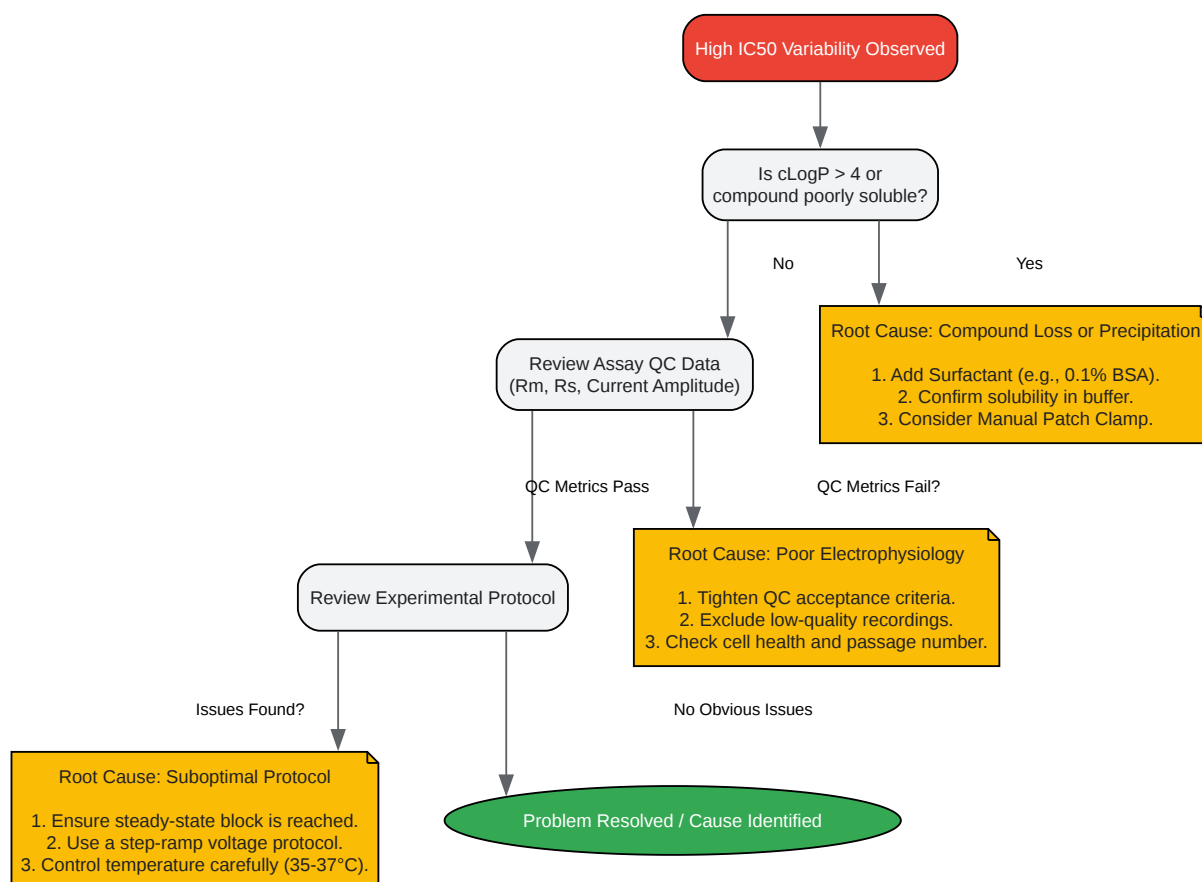 High IC50 Variability Observed
Is cLogP > 4 or
compound poorly soluble?
No
Yes
Root Cause: Compound Loss or Precipitation
1. Add Surfactant (e.g., 0.1% BSA).
2. Confirm solubility in buffer.
3. Consider Manual Patch Clamp.
Review Assay QC Data
(Rm, Rs, Current Amplitude)
QC Metrics Pass
QC Metrics Fail?
Root Cause: Poor Electrophysiology
1. Tighten QC acceptance criteria.
2. Exclude low-quality recordings.
3. Check cell health and passage number.
Review Experimental Protocol
Issues Found?
No Obvious Issues
Root Cause: Suboptimal Protocol
1. Ensure steady-state block is reached.
2. Use a step-ramp voltage protocol.
3. Control temperature carefully (35-37°C).
Problem Resolved / Cause Identified